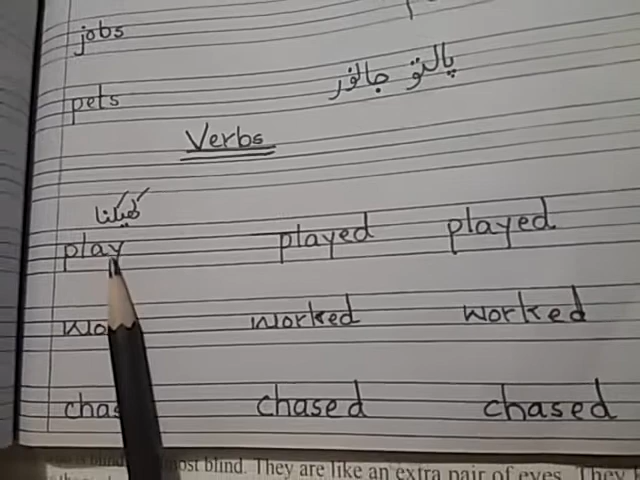 jobs
pets پالتو جانور
Verbs
کھیلنا
play played played
worked worked
chased chased
most blind. They are like an extra pair of eyes. They